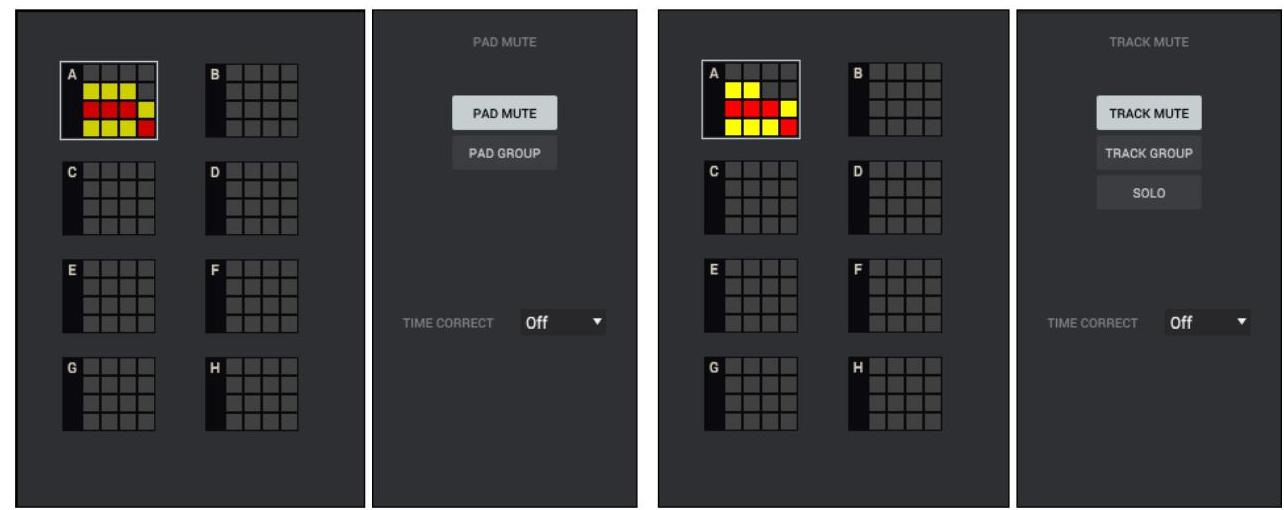 A
B
C
D
E
F
G
H
PAD MUTE
PAD MUTE
PAD GROUP
TIME CORRECT Off
A
B
C
D
E
F
G
H
TRACK MUTE
TRACK MUTE
TRACK GROUP
SOLO
TIME CORRECT Off